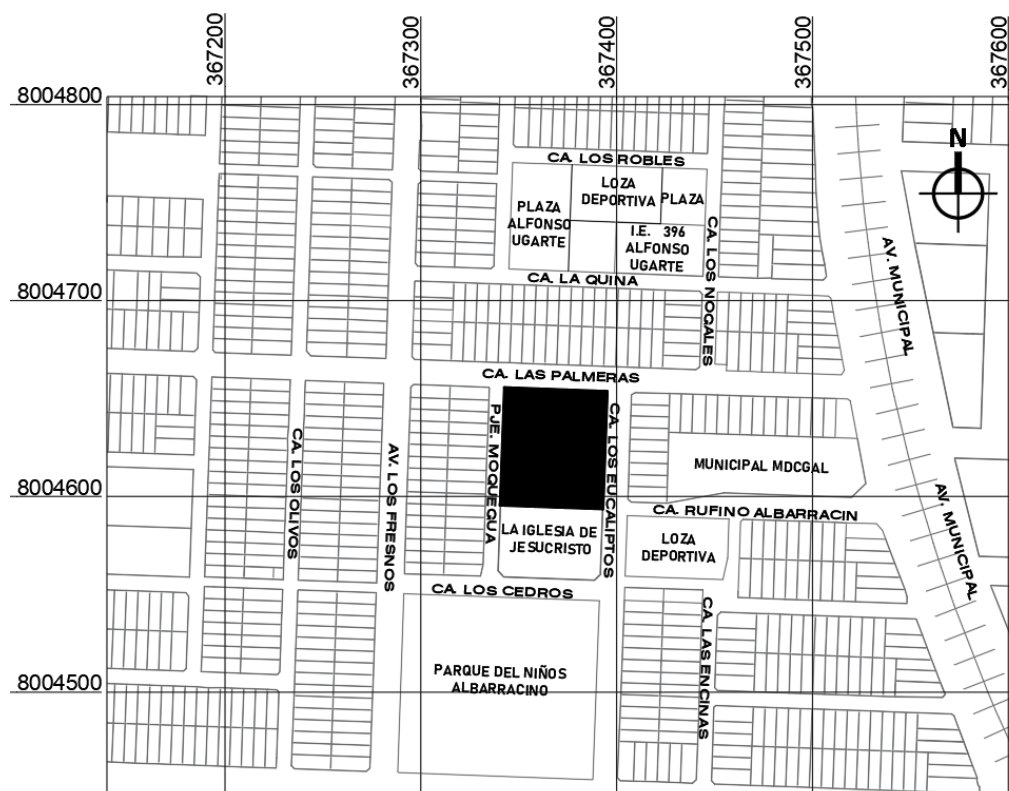 367200
367300
367400
367500
367600
8004800
N
CA. LOS ROBLES
LOZA
DEPORTIVA
PLAZA
PLAZA
ALFONSO
UGARTE
I.E. 396
ALFONSO
UGARTE
CA. LOS NOGALES
AV. MUNICIPAL
CA. LA QUINA
8004700
CA. LAS PALMERAS
PJE. MOQUEGUA
CA. LOS EUCALIPTOS
CA. LOS OLIVOS
AV. LOS FRESNOS
MUNICIPAL MDCGAL
8004600
CA. RUFINO ALBARRACIN
AV. MUNICIPAL
LA IGLESIA DE
JESUCRISTO
LOZA
DEPORTIVA
CA. LOS CEDROS
CA. LAS ENCINAS
PARQUE DEL NIÑOS
ALBARRACINO
8004500